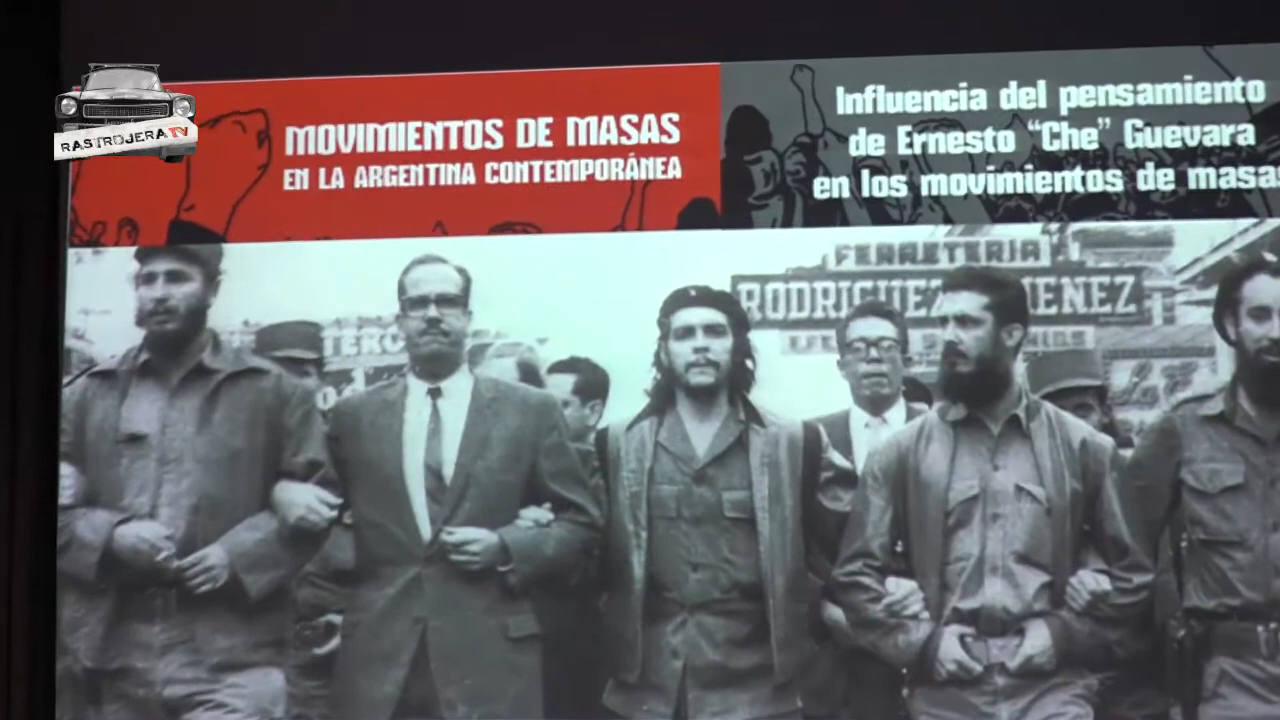 RASTROJERA TV
MOVIMIENTOS DE MASAS
EN LA ARGENTINA CONTEMPORÁNEA
Influencia del pensamiento
de Ernesto “Che” Guevara
en los movimientos de masas
FERRETERIA
RODRIGUEZ